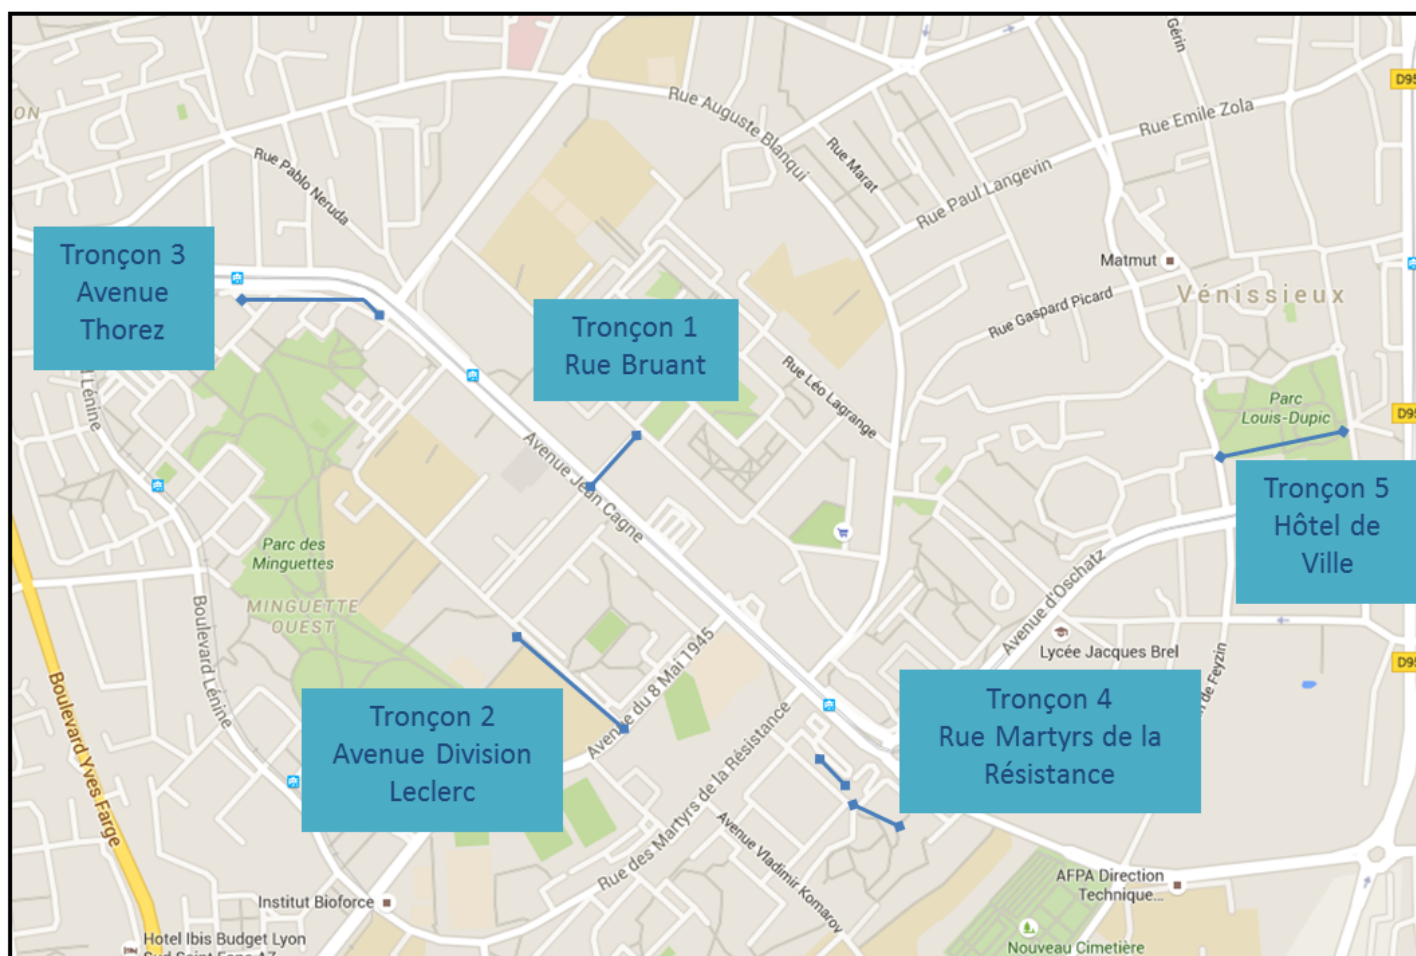 Gérin
D95
ON
Rue Auguste Blanqui
Rue Emile Zola
Rue Marat
Rue Pablo Neruda
Rue Paul Langevin
Tronçon 3
Avenue
Thorez
Matmut
Vénissieux
Rue Gaspard Picard
Tronçon 1
Rue Bruant
Rue Léo Lagrange
d Lénine
Parc
Louis-Dupic
D95
Avenue Jean Cagne
Tronçon 5
Hôtel de
Ville
Parc des
Minguettes
MINGUETTE
OUEST
Boulevard Lénine
Avenue d'Oschatz
Lycée Jacques Brel
Avenue du 8 Mai 1945
D95
de Feyzin
Boulevard Yves Farge
Tronçon 2
Avenue Division
Leclerc
Tronçon 4
Rue Martyrs de la
Résistance
Rue des Martyrs de la Résistance
Avenue Vladimir Komarov
AFPA Direction
Technique...
Institut Bioforce
Hotel Ibis Budget Lyon
Nouveau Cimetière